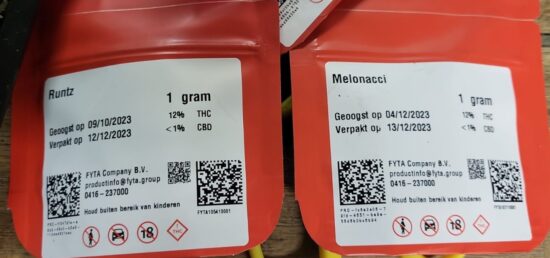 Runtz
1 gram
Geoogst op 09/10/2023 12% THC
Verpakt op 12/12/2023 <1% CBD
FYTA Company B.V.
productinfo@fyta.group
0416 - 237000
Houd buiten bereik van kinderen
18
THC
Melonacci
1 gram
Geoogst op 04/12/2023 12% THC
Verpakt op 13/12/2023 <1% CBD
FYTA Company B.V.
productinfo@fyta.group
0416 - 237000
Houd buiten bereik van kinderen
18
THC